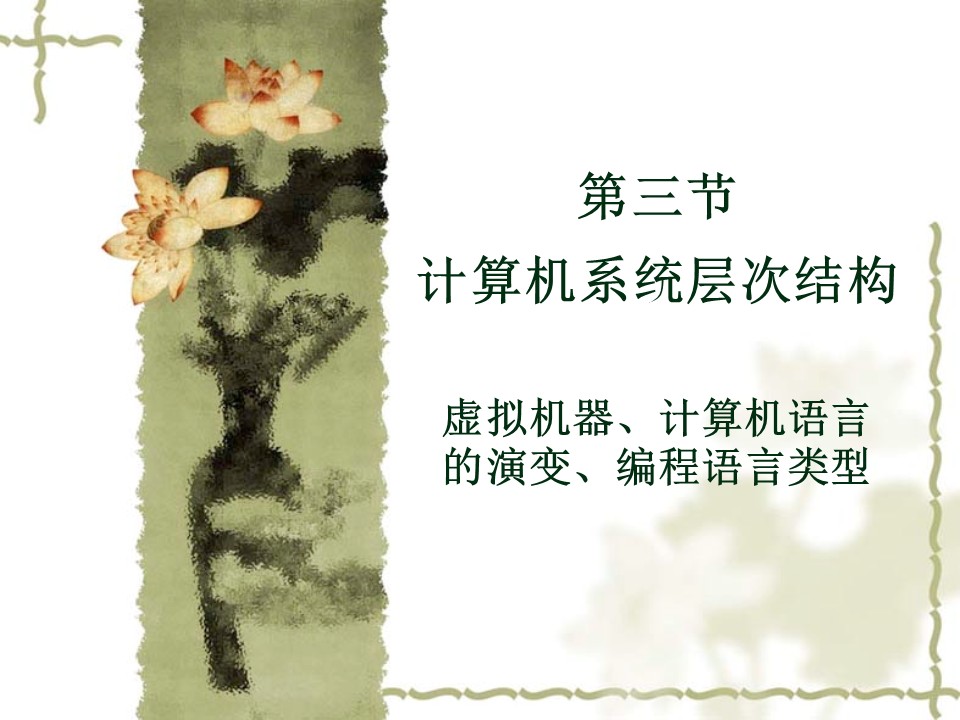 第三节
计算机系统层次结构
虚拟机器、计算机语言
的演变、编程语言类型